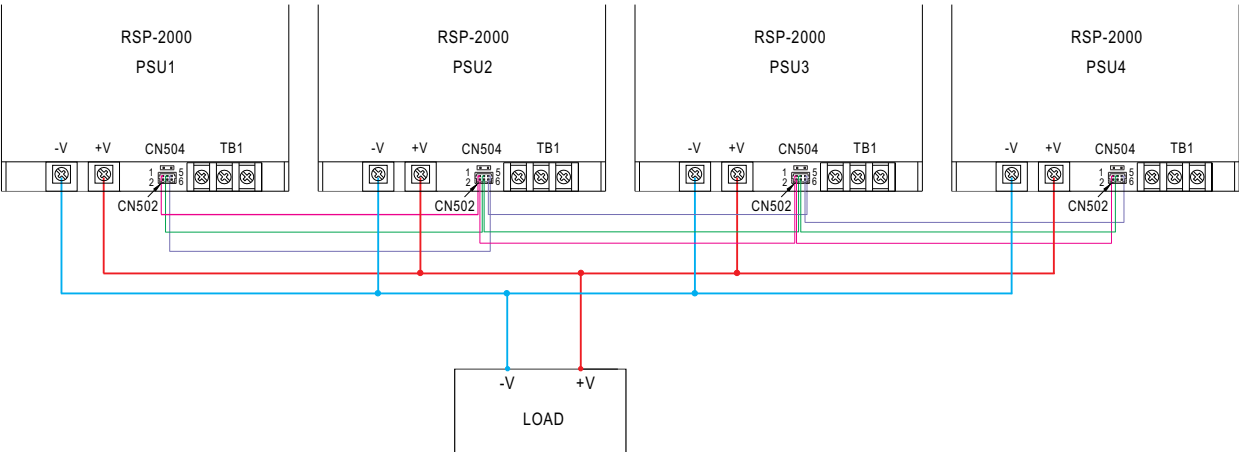 RSP-2000 RSP-2000 RSP-2000 RSP-2000
PSU1 PSU2 PSU3 PSU4
-V +V CN504 TB1 -V +V CN504 TB1 -V +V CN504 TB1 -V +V CN504 TB1
1 5 1 5 1 5 1 5
2 6 2 6 2 6 2 6
CN502 CN502 CN502 CN502
-V +V
LOAD